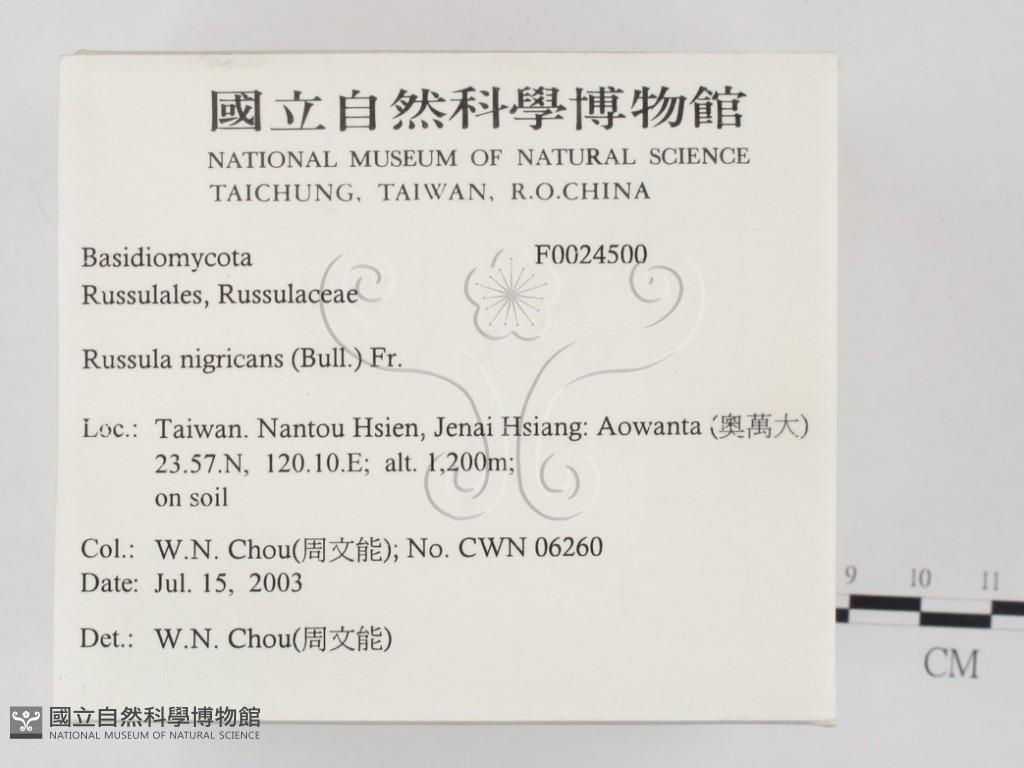 國立自然科學博物館
NATIONAL MUSEUM OF NATURAL SCIENCE
TAICHUNG, TAIWAN, R.O.CHINA
Basidiomycota F0024500
Russulales, Russulaceae
Russula nigricans (Bull.) Fr.
Loc.: Taiwan. Nantou Hsien, Jenai Hsiang: Aowanta (奧萬大)
23.57.N, 120.10.E; alt. 1,200m;
on soil
Col.: W.N. Chou(周文能); No. CWN 06260
Date: Jul. 15, 2003
Det.: W.N. Chou(周文能)
9 10 11
CM
國立自然科學博物館
NATIONAL MUSEUM OF NATURAL SCIENCE